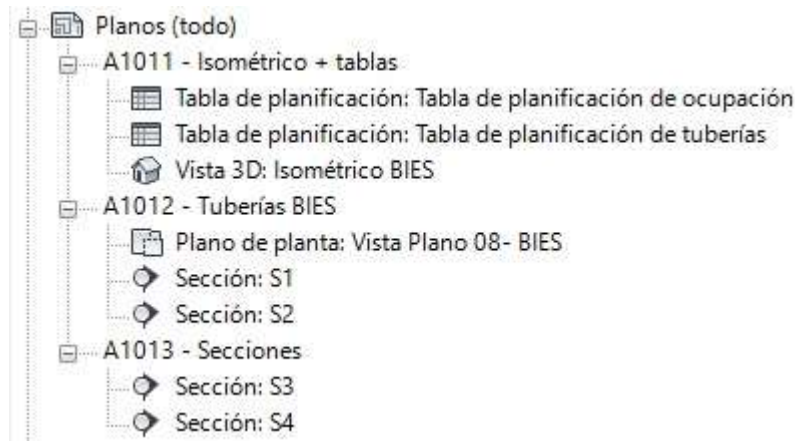 Planos (todo)
A1011 - Isométrico + tablas
Tabla de planificación: Tabla de planificación de ocupación
Tabla de planificación: Tabla de planificación de tuberías
Vista 3D: Isométrico BIES
A1012 - Tuberías BIES
Plano de planta: Vista Plano 08- BIES
Sección: S1
Sección: S2
A1013 - Secciones
Sección: S3
Sección: S4